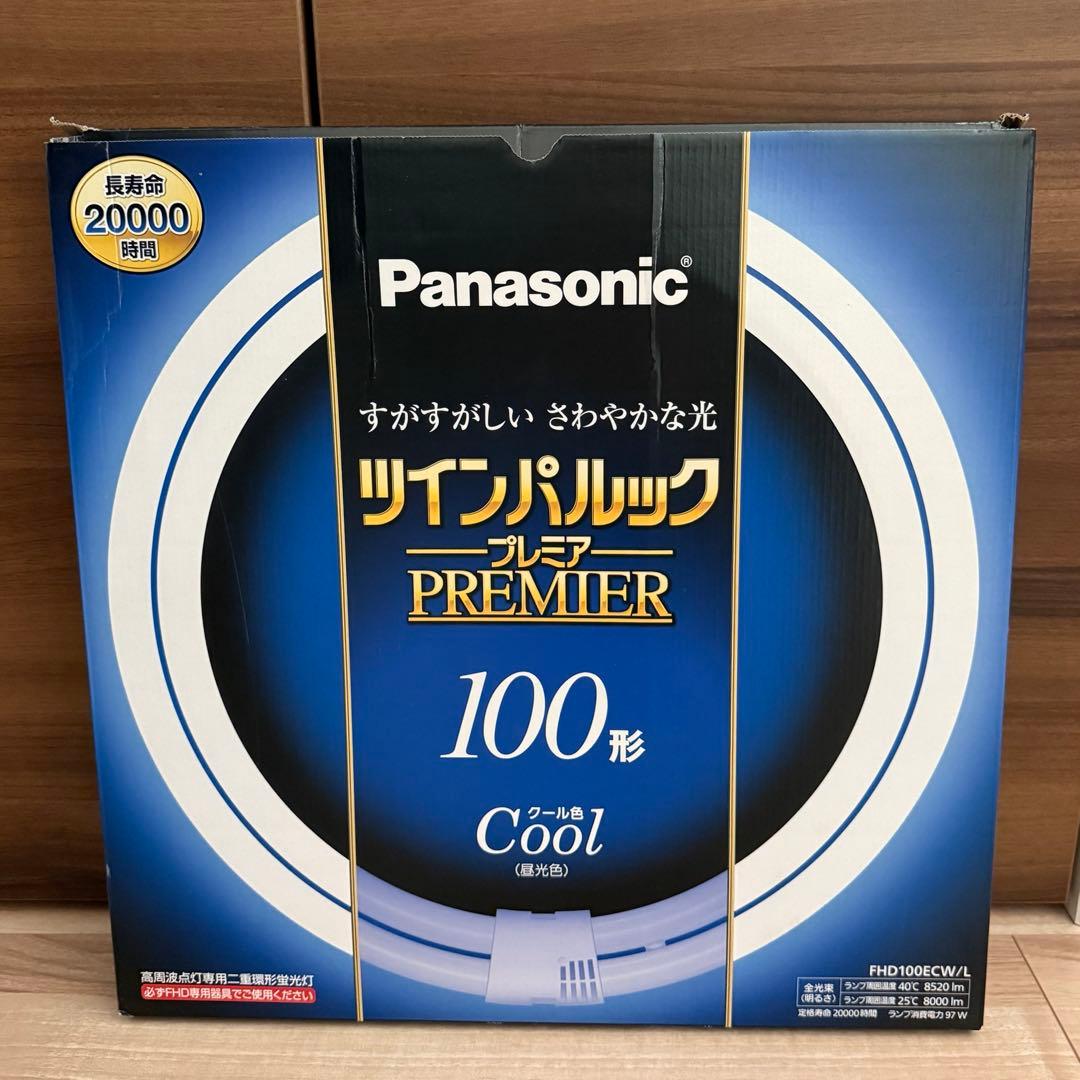 長寿命
20000
時間
Panasonic®
すがすがしい さわやかな光
ツインパルック
プレミア
PREMIER
100形
クール色
Cool
(昼光色)
高周波点灯専用二重環形蛍光灯
必ずFHD専用器具でご使用ください
FHD100ECW/L
全光束 ランプ周囲温度 40℃ 8520 lm
(明るさ) ランプ周囲温度 25℃ 8000 lm
定格寿命 20000時間 ランプ消費電力 97 W